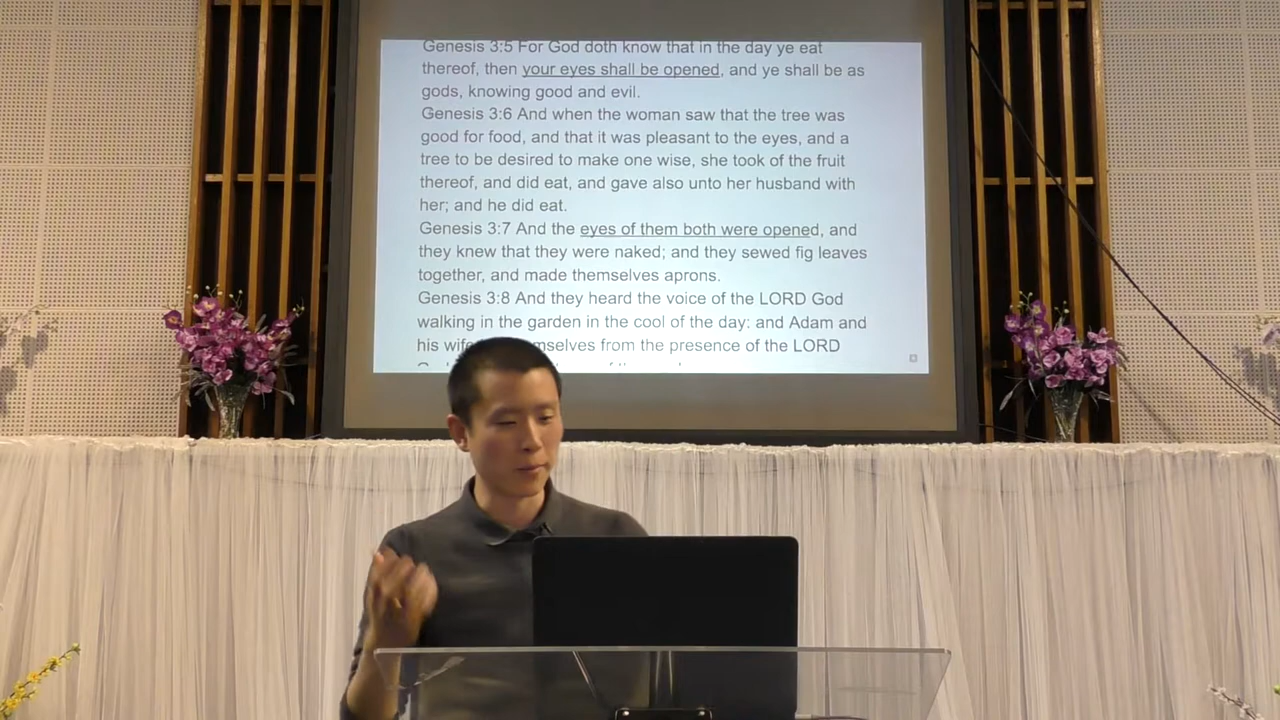 Genesis 3:5 For God doth know that in the day ye eat
thereof, then your eyes shall be opened, and ye shall be as
gods, knowing good and evil.
Genesis 3:6 And when the woman saw that the tree was
good for food, and that it was pleasant to the eyes, and a
tree to be desired to make one wise, she took of the fruit
thereof, and did eat, and gave also unto her husband with
her; and he did eat.
Genesis 3:7 And the eyes of them both were opened, and
they knew that they were naked; and they sewed fig leaves
together, and made themselves aprons.
Genesis 3:8 And they heard the voice of the LORD God
walking in the garden in the cool of the day: and Adam and
his wife mselves from the presence of the LORD